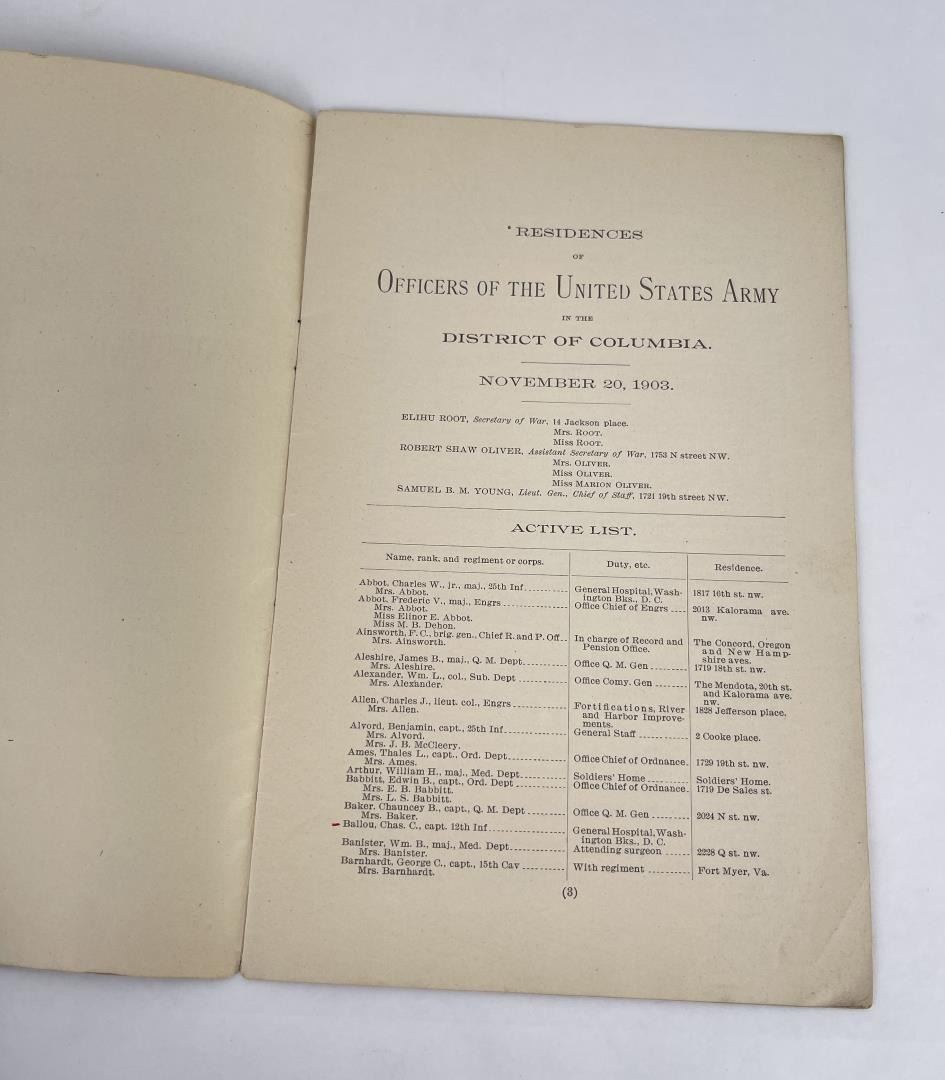 RESIDENCES
OF
OFFICERS OF THE UNITED STATES ARMY
IN THE
DISTRICT OF COLUMBIA.
NOVEMBER 20, 1903.
ELIHU ROOT, Secretary of War, 14 Jackson place.
Mrs. ROOT.
Miss ROOT.
ROBERT SHAW OLIVER, Assistant Secretary of War, 1753 N street NW.
Mrs. OLIVER.
Miss OLIVER.
Miss MARION OLIVER.
SAMUEL B. M. YOUNG, Lieut. Gen., Chief of Staff, 1721 19th street NW.
ACTIVE LIST.
Name, rank, and regiment or corps. Duty, etc. Residence.
Abbot, Charles W., jr., maj., 25th Inf.......... General Hospital, Wash- 1817 16th st. nw.
Mrs. Abbot. ington Bks., D. C.
Abbot, Frederic V., maj., Engrs.......... Office Chief of Engrs .... 2013 Kalorama ave.
Mrs. Abbot. nw.
Miss Elinor E. Abbot.
Miss M. B. Dehon.
Ainsworth, F. C., brig. gen., Chief R. and P. Off.. In charge of Record and The Concord, Oregon
Mrs. Ainsworth. Pension Office. and New Hamp-
shire aves.
Aleshire, James B., maj., Q. M. Dept.......... Office Q. M. Gen ........ 1719 18th st. nw.
Mrs. Aleshire.
Alexander, Wm. L., col., Sub. Dept .......... Office Comy. Gen ....... The Mendota, 20th st.
Mrs. Alexander. and Kalorama ave.
nw.
Allen, Charles J., lieut. col., Engrs.......... Fortifications, River 1828 Jefferson place.
Mrs. Allen. and Harbor Improve-
ments.
Alvord, Benjamin, capt., 25th Inf.......... General Staff .......... 2 Cooke place.
Mrs. Alvord.
Mrs. J. B. McCleery.
Ames, Thales L., capt., Ord. Dept.......... Office Chief of Ordnance. 1729 19th st. nw.
Mrs. Ames.
Arthur, William H., maj., Med. Dept.......... Soldiers' Home ......... Soldiers' Home.
Babbitt, Edwin B., capt., Ord. Dept .......... Office Chief of Ordnance. 1719 De Sales st.
Mrs. E. B. Babbitt.
Mrs. L. S. Babbitt.
Baker, Chauncey B., capt., Q. M. Dept .......... Office Q. M. Gen ........ 2024 N st. nw.
Mrs. Baker.
Ballou, Chas. C., capt. 12th Inf.......... General Hospital, Wash-
ington Bks., D. C.
Banister, Wm. B., maj., Med. Dept.......... Attending surgeon ..... 2228 Q st. nw.
Mrs. Banister.
Barnhardt, George C., capt., 15th Cav .......... With regiment ......... Fort Myer, Va.
Mrs. Barnhardt.
(3)